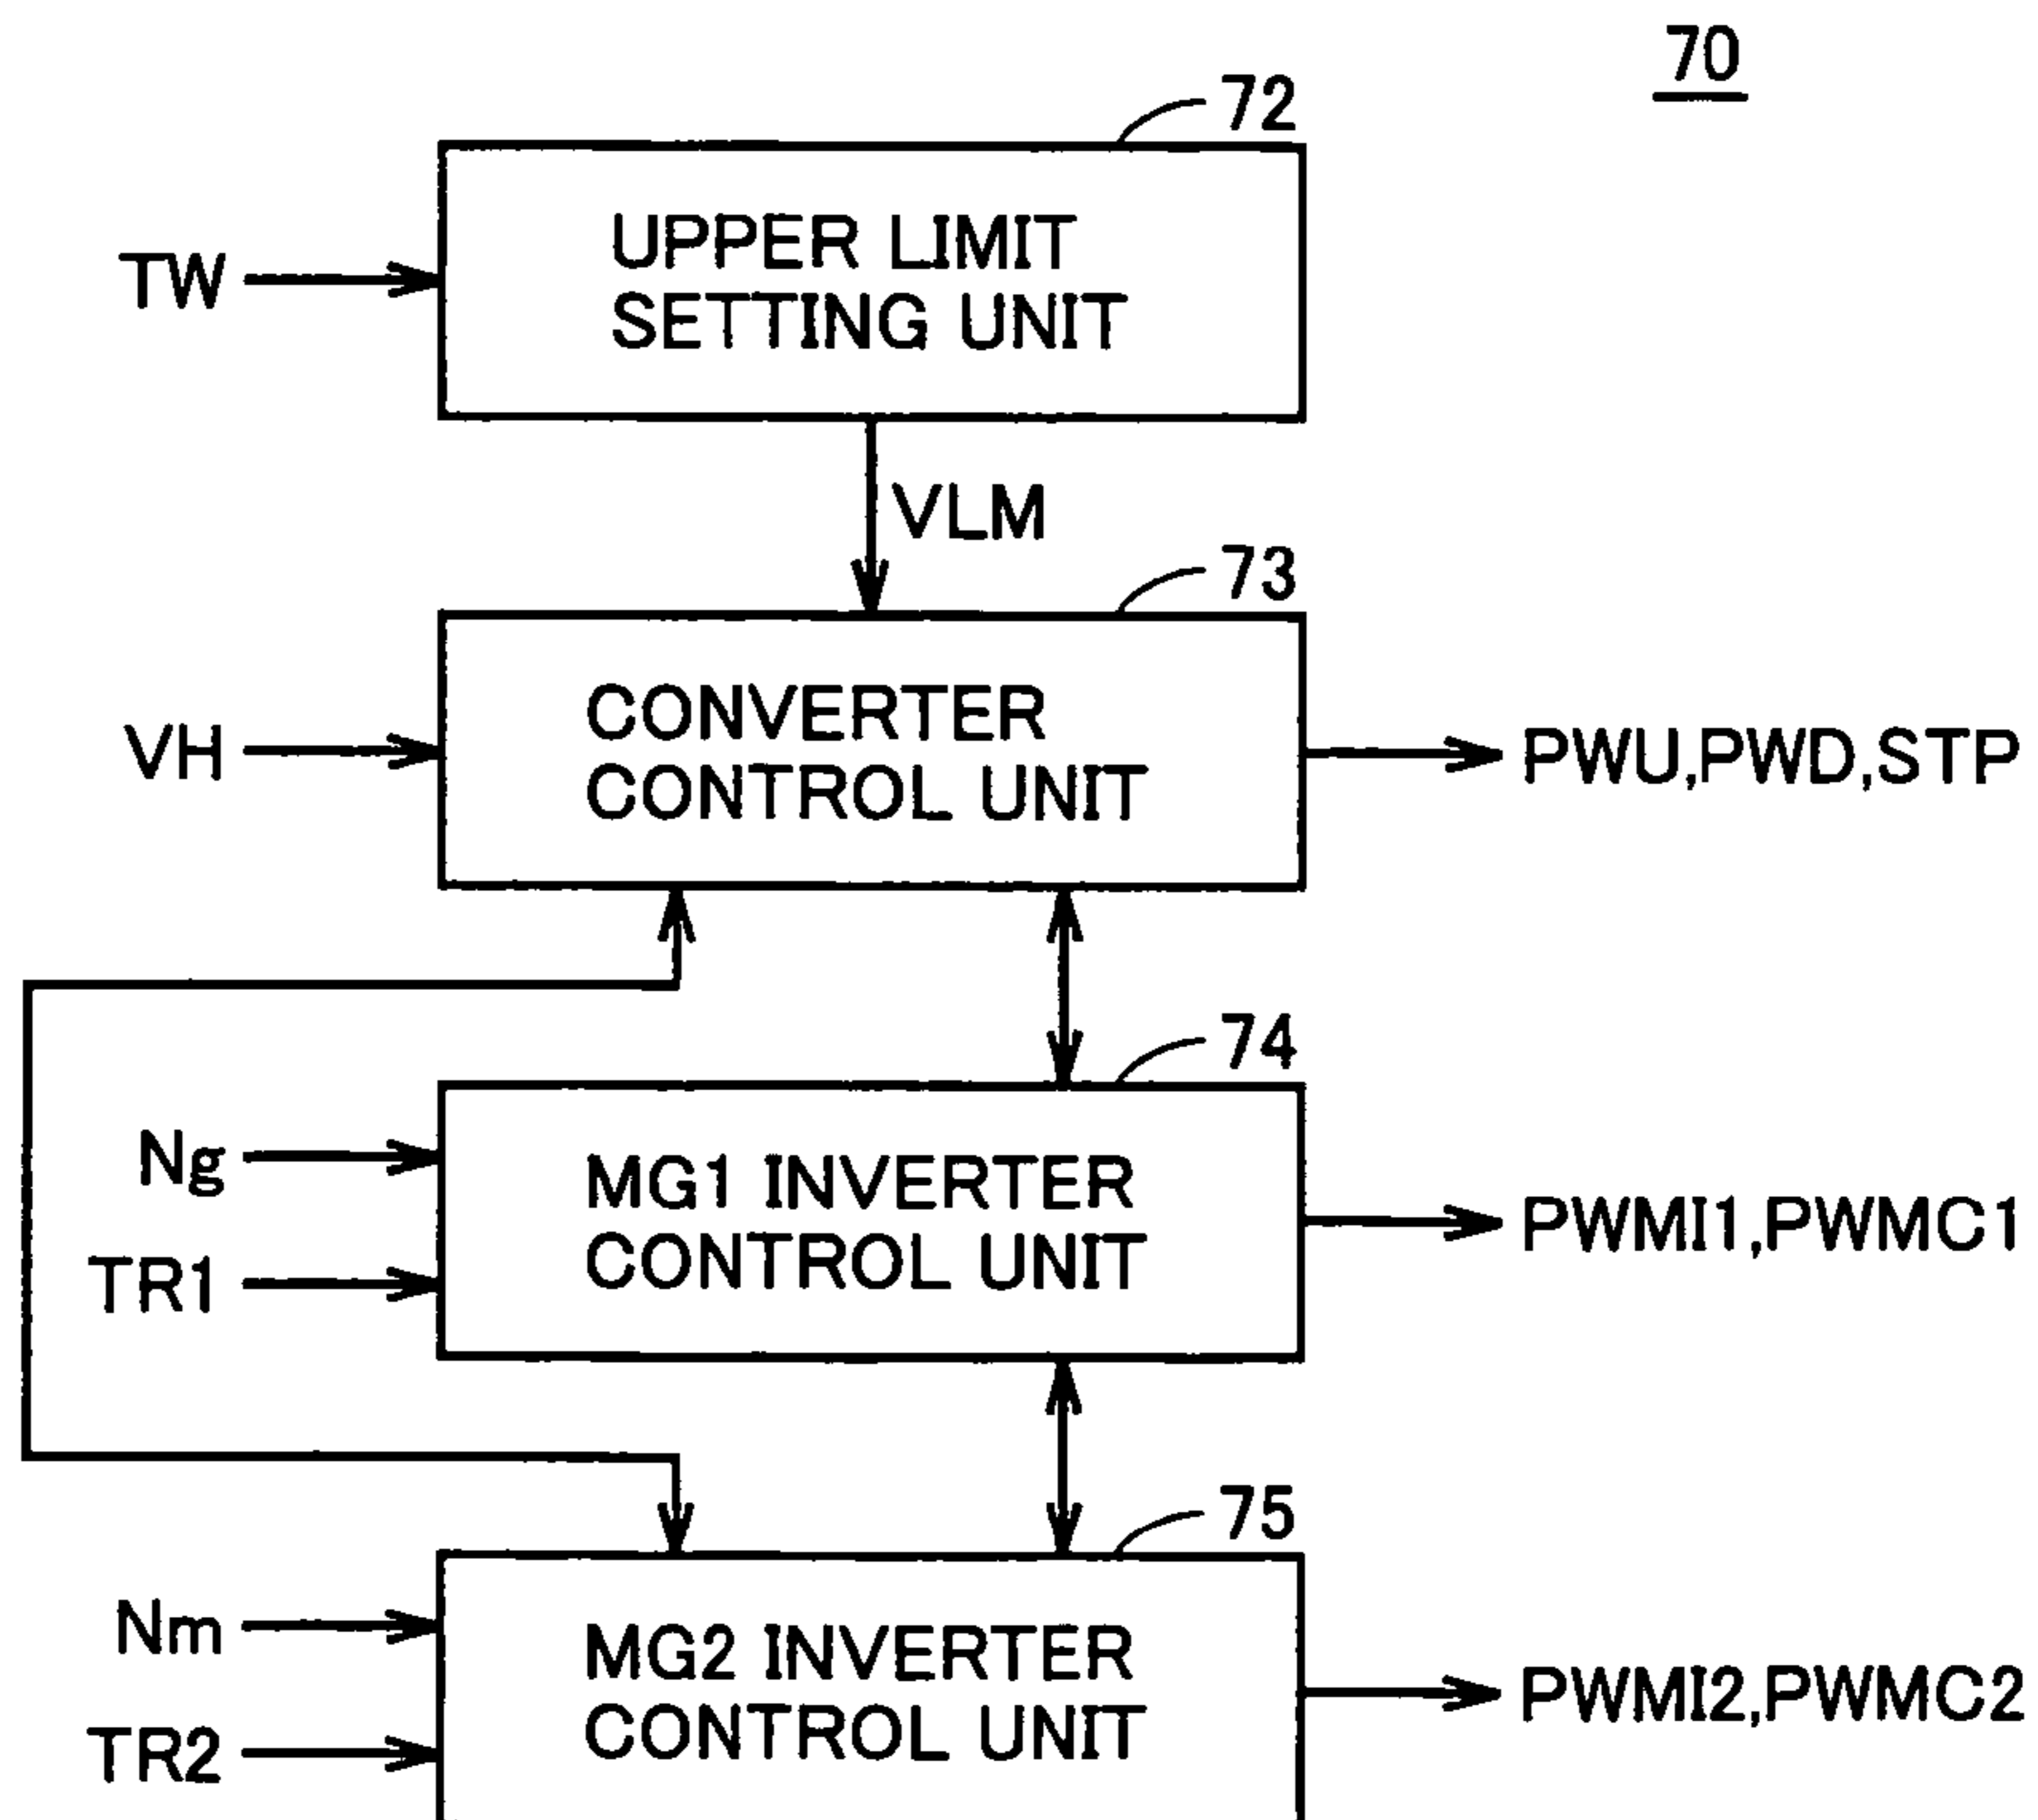 70
72
TW
UPPER LIMIT
SETTING UNIT
VLM
73
VH
CONVERTER
CONTROL UNIT
PWU,PWD,STP
74
Ng
TR1
MG1 INVERTER
CONTROL UNIT
PWMI1,PWMC1
75
Nm
TR2
MG2 INVERTER
CONTROL UNIT
PWMI2,PWMC2